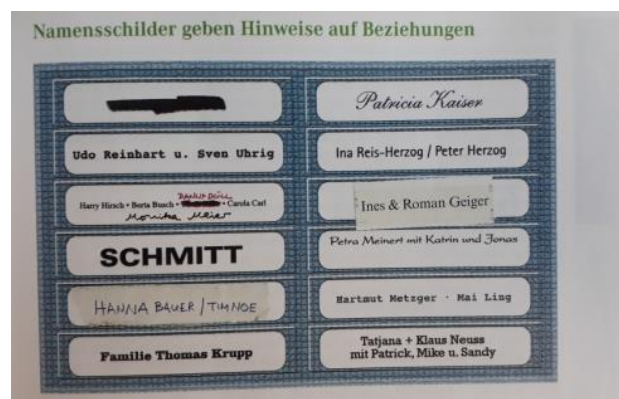 Namensschilder geben Hinweise auf Beziehungen
Patricia Kaiser
Udo Reinhart u. Sven Uhrig
Ina Reis-Herzog / Peter Herzog
Harry Hirsch • Berta Busch • • Carola Carl
Monika Meier
Ines & Roman Geiger
SCHMITT
Petra Meinert mit Katrin und Jonas
HANNA BAUER / TIM NOE
Hartmut Metzger · Mai Ling
Familie Thomas Krupp
Tatjana + Klaus Neuss
mit Patrick, Mike u. Sandy